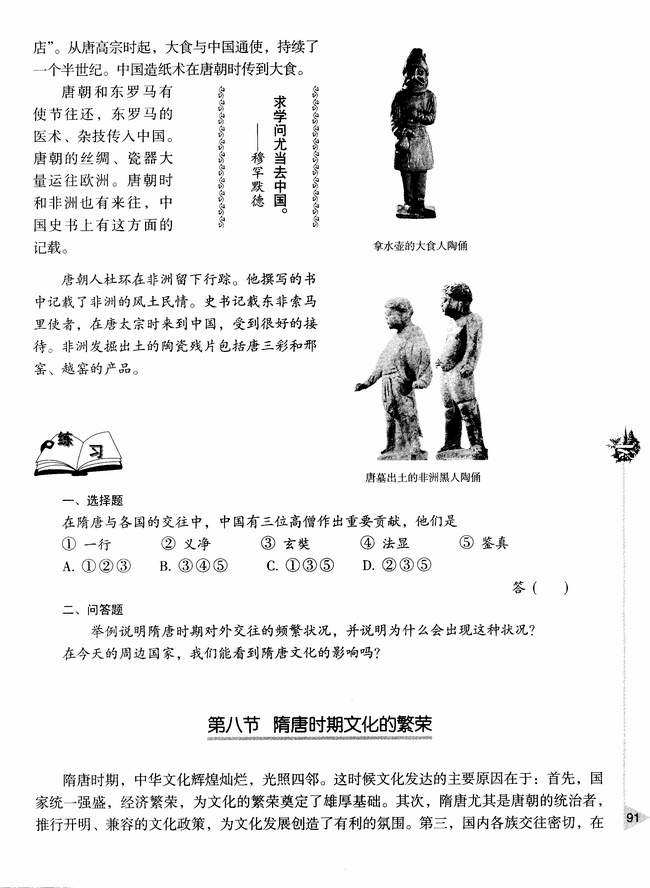 店”。从唐高宗时起，大食与中国通使，持续了
一个半世纪。中国造纸术在唐朝时传到大食。
唐朝和东罗马有
使节往还，东罗马的
医术、杂技传入中国。
唐朝的丝绸、瓷器大
量运往欧洲。唐朝时
和非洲也有来往，中
国史书上有这方面的
记载。
求学问尤当去中国。
——穆罕默德
拿水壶的大食人陶俑
唐朝人杜环在非洲留下行踪。他撰写的书
中记载了非洲的风土民情。史书记载东非索马
里使者，在唐太宗时来到中国，受到很好的接
待。非洲发掘出土的陶瓷残片包括唐三彩和邢
窑、越窑的产品。
唐墓出土的非洲黑人陶俑
练习
一、选择题
在隋唐与各国的交往中，中国有三位高僧作出重要贡献，他们是
① 一行 ② 义净 ③ 玄奘 ④ 法显 ⑤ 鉴真
A. ①②③ B. ③④⑤ C. ①③⑤ D. ②③⑤
答（ ）
二、问答题
举例说明隋唐时期对外交往的频繁状况，并说明为什么会出现这种状况？
在今天的周边国家，我们能看到隋唐文化的影响吗？
第八节 隋唐时期文化的繁荣
隋唐时期，中华文化辉煌灿烂，光照四邻。这时候文化发达的主要原因在于：首先，国
家统一强盛，经济繁荣，为文化的繁荣奠定了雄厚基础。其次，隋唐尤其是唐朝的统治者，
推行开明、兼容的文化政策，为文化发展创造了有利的氛围。第三，国内各族交往密切，在
91